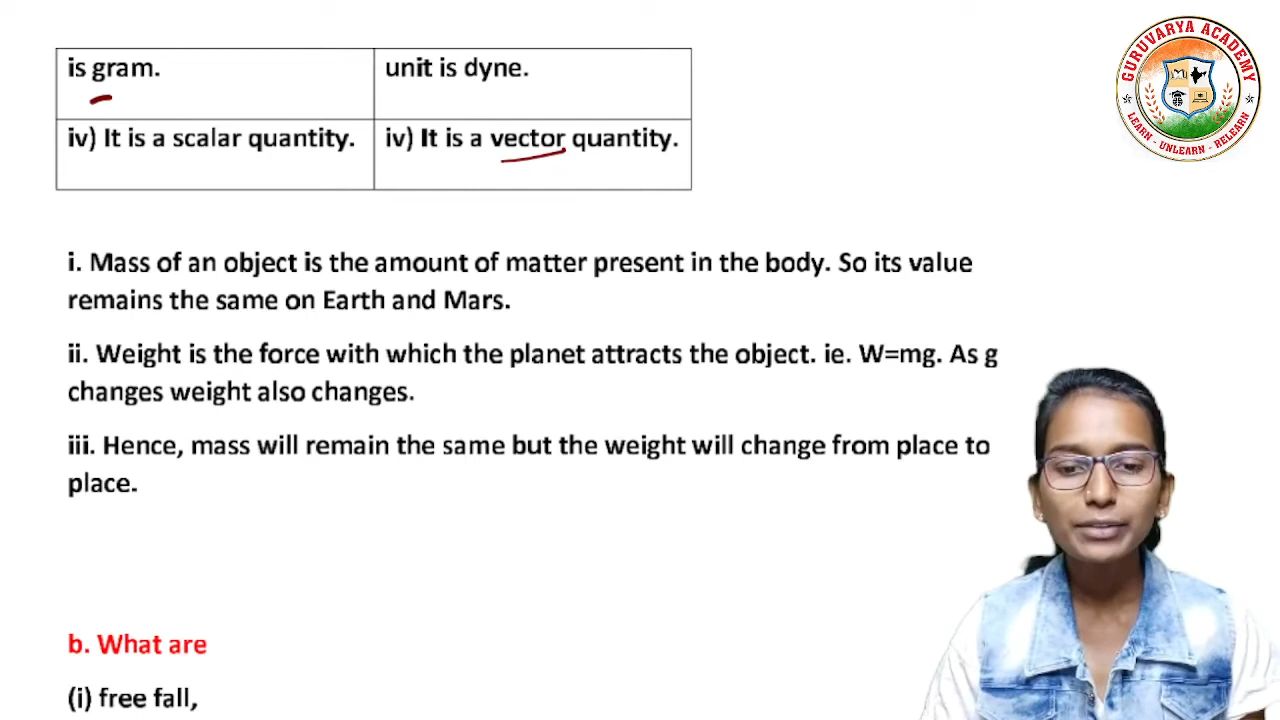 is gram.
unit is dyne.
iv) It is a scalar quantity.
iv) It is a vector quantity.
i. Mass of an object is the amount of matter present in the body. So its value
remains the same on Earth and Mars.
ii. Weight is the force with which the planet attracts the object. ie. W=mg. As g
changes weight also changes.
iii. Hence, mass will remain the same but the weight will change from place to
place.
b. What are
(i) free fall,
GURUVARYA ACADEMY
LEARN - UNLEARN - RELEARN